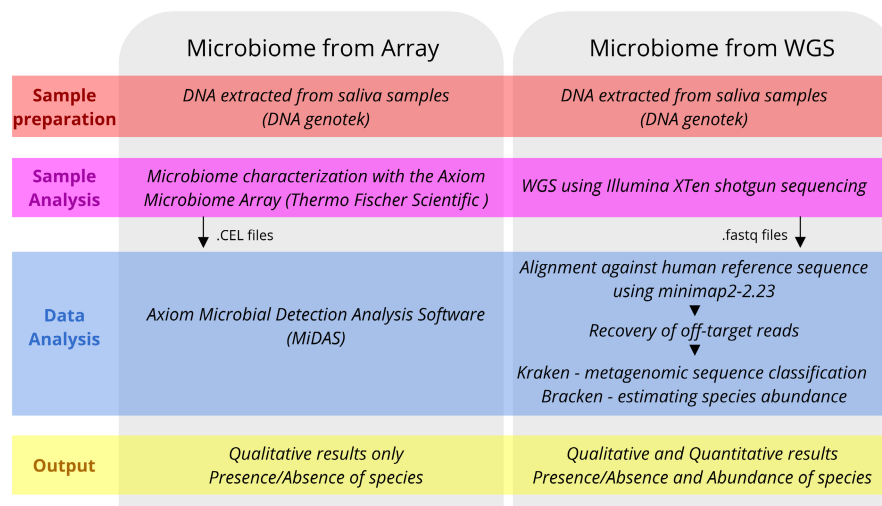 Microbiome from Array
Microbiome from WGS
Sample
preparation
DNA extracted from saliva samples
(DNA genotek)
DNA extracted from saliva samples
(DNA genotek)
Sample
Analysis
Microbiome characterization with the Axiom
Microbiome Array (Thermo Fischer Scientific )
WGS using Illumina XTen shotgun sequencing
.CEL files
.fastq files
Data
Analysis
Axiom Microbial Detection Analysis Software
(MiDAS)
Alignment against human reference sequence
using minimap2-2.23
Recovery of off-target reads
Kraken - metagenomic sequence classification
Bracken - estimating species abundance
Output
Qualitative results only
Presence/Absence of species
Qualitative and Quantitative results
Presence/Absence and Abundance of species